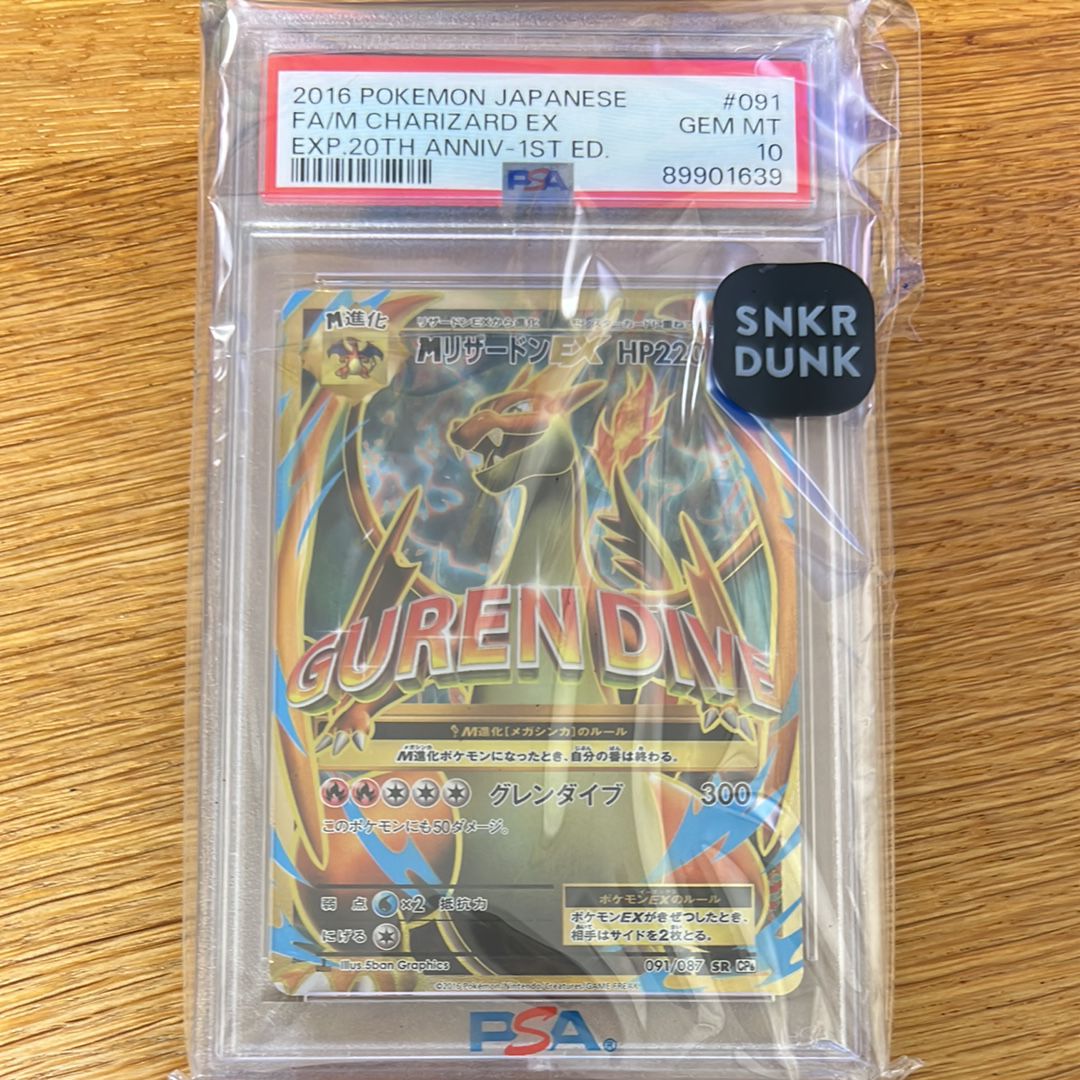 2016 POKEMON JAPANESE #091
FA/M CHARIZARD EX GEM MT
EXP.20TH ANNIV-1ST ED. 10
89901639
PSA
SNKR
DUNK
M進化
リザードンEXから進化
MリザードンEX HP220
GUREN DIVE
M進化[メガシンカ]のルール
M進化ポケモンになったとき、自分の番は終わる。
グレンダイブ 300
このポケモンにも50ダメージ。
弱点 ×2 抵抗力
にげる
ポケモンEXのルール
ポケモンEXがきぜつしたとき、
相手はサイドを2枚とる。
Illus.5ban Graphics
091/087 SR CP6
©2016 Pokémon/Nintendo/Creatures/GAME FREAK
PSA